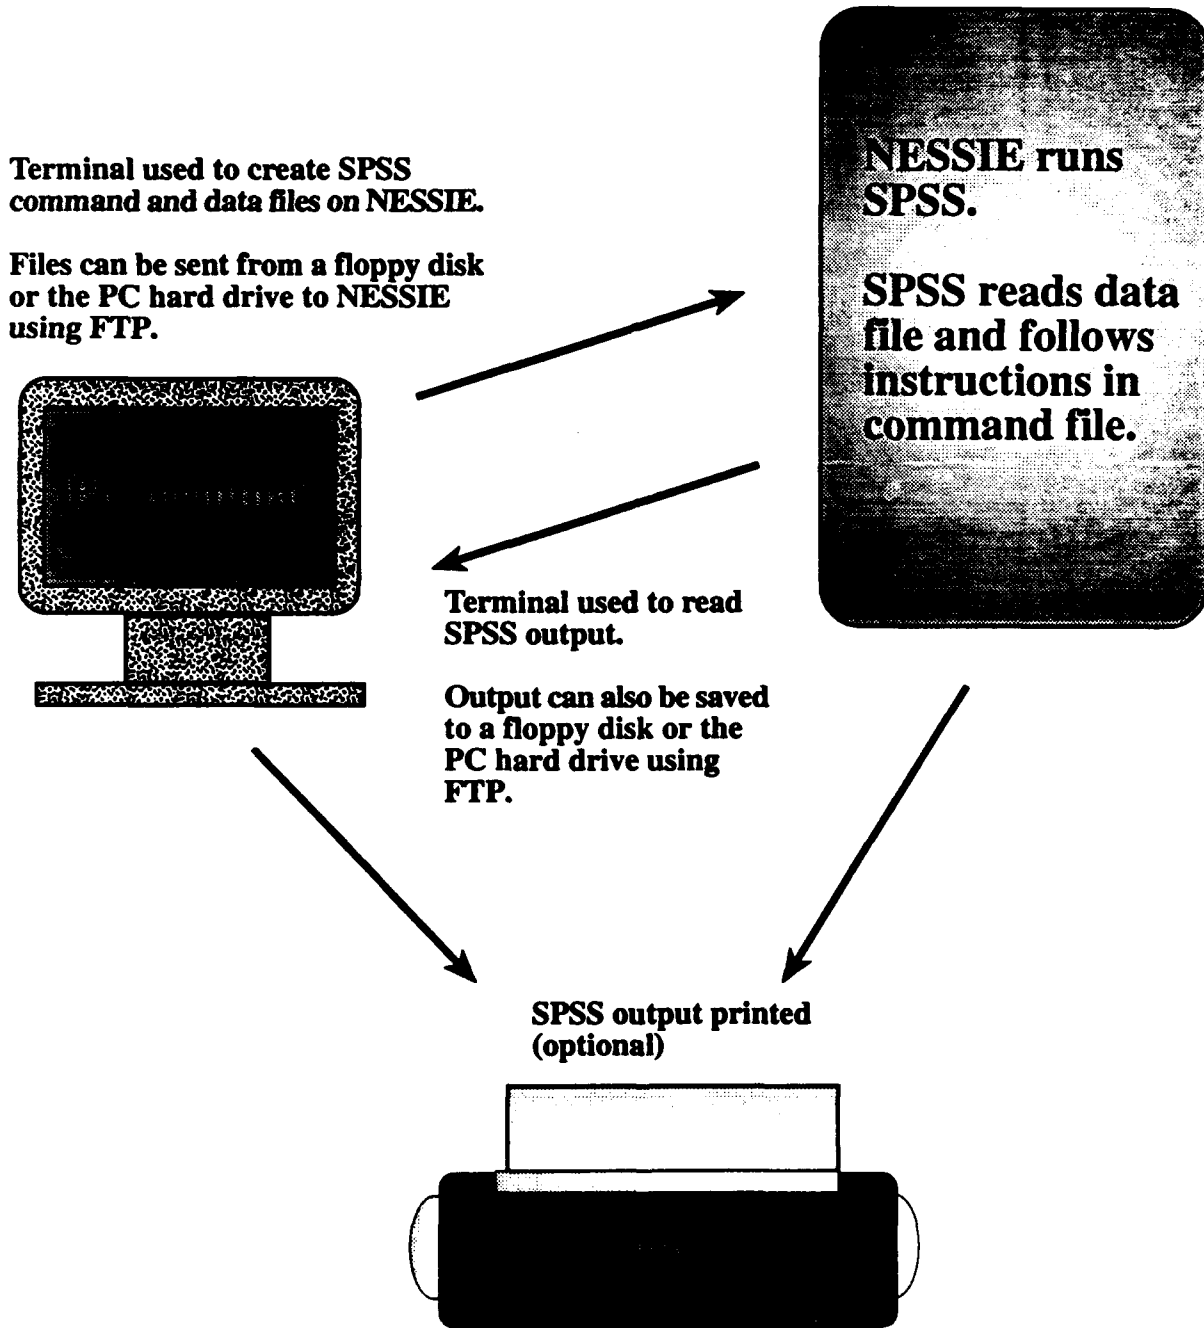 Terminal used to create SPSS
command and data files on NESSIE.
Files can be sent from a floppy disk
or the PC hard drive to NESSIE
using FTP.
NESSIE runs
SPSS.
SPSS reads data
file and follows
instructions in
command file.
Terminal used to read
SPSS output.
Output can also be saved
to a floppy disk or the
PC hard drive using
FTP.
SPSS output printed
(optional)